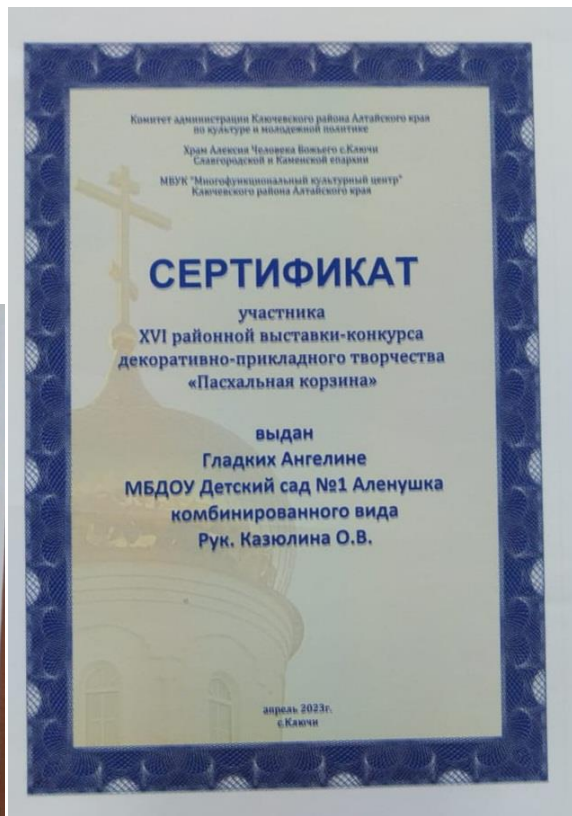 Комитет администрации Ключевского района Алтайского края
по культуре и молодежной политике
Храм Алексия Человека Божьего с.Ключи
Славгородской и Каменской епархии
МБУК "Многофункциональный культурный центр"
Ключевского района Алтайского края
СЕРТИФИКАТ
участника
XVI районной выставки-конкурса
декоративно-прикладного творчества
«Пасхальная корзина»
выдан
Гладких Ангелине
МБДОУ Детский сад №1 Аленушка
комбинированного вида
Рук. Казюлина О.В.
апрель 2023г.
с.Ключи